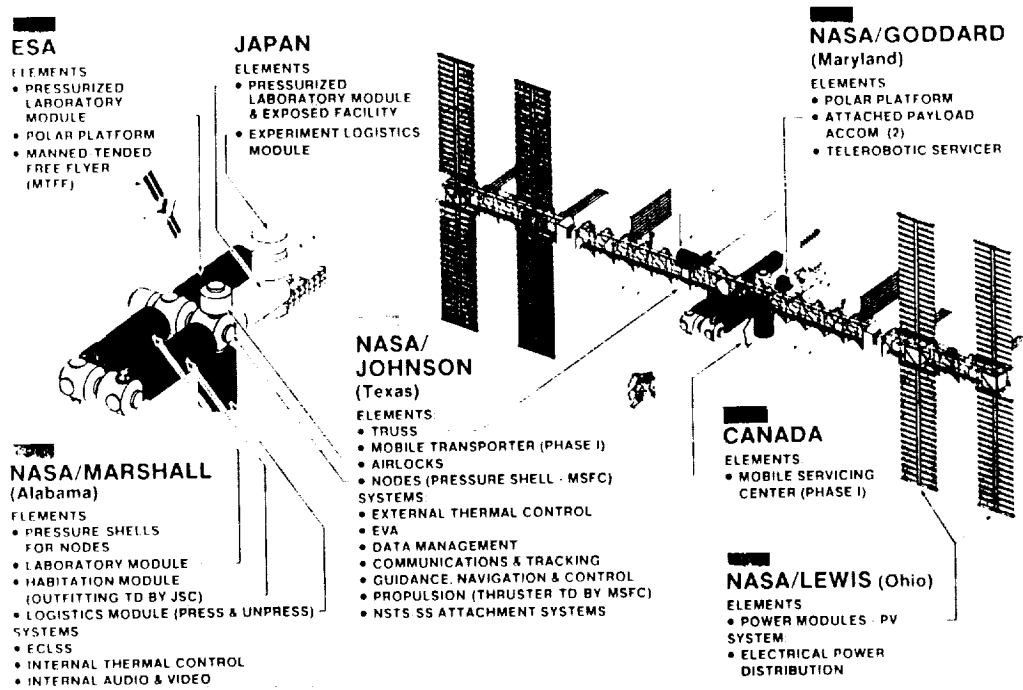 ESA
ELEMENTS
• PRESSURIZED
LABORATORY
MODULE
• POLAR PLATFORM
• MANNED-TENDED
FREE FLYER
(MTFF)
JAPAN
ELEMENTS
• PRESSURIZED
LABORATORY MODULE
& EXPOSED FACILITY
• EXPERIMENT LOGISTICS
MODULE
NASA/GODDARD
(Maryland)
ELEMENTS
• POLAR PLATFORM
• ATTACHED PAYLOAD
ACCOM (2)
• TELEROBOTIC SERVICER
NASA/MARSHALL
(Alabama)
ELEMENTS
• PRESSURE SHELLS
FOR NODES
• LABORATORY MODULE
• HABITATION MODULE
(OUTFITTING TD BY JSC)
• LOGISTICS MODULE (PRESS & UNPRESS)
SYSTEMS
• ECLSS
• INTERNAL THERMAL CONTROL
• INTERNAL AUDIO & VIDEO
NASA/
JOHNSON
(Texas)
ELEMENTS:
• TRUSS
• MOBILE TRANSPORTER (PHASE I)
• AIRLOCKS
• NODES (PRESSURE SHELL - MSFC)
SYSTEMS:
• EXTERNAL THERMAL CONTROL
• EVA
• DATA MANAGEMENT
• COMMUNICATIONS & TRACKING
• GUIDANCE, NAVIGATION & CONTROL
• PROPULSION (THRUSTER TD BY MSFC)
• NSTS-SS ATTACHMENT SYSTEMS
CANADA
ELEMENTS
• MOBILE SERVICING
CENTER (PHASE I)
NASA/LEWIS (Ohio)
ELEMENTS
• POWER MODULES - PV
SYSTEM:
• ELECTRICAL POWER
DISTRIBUTION